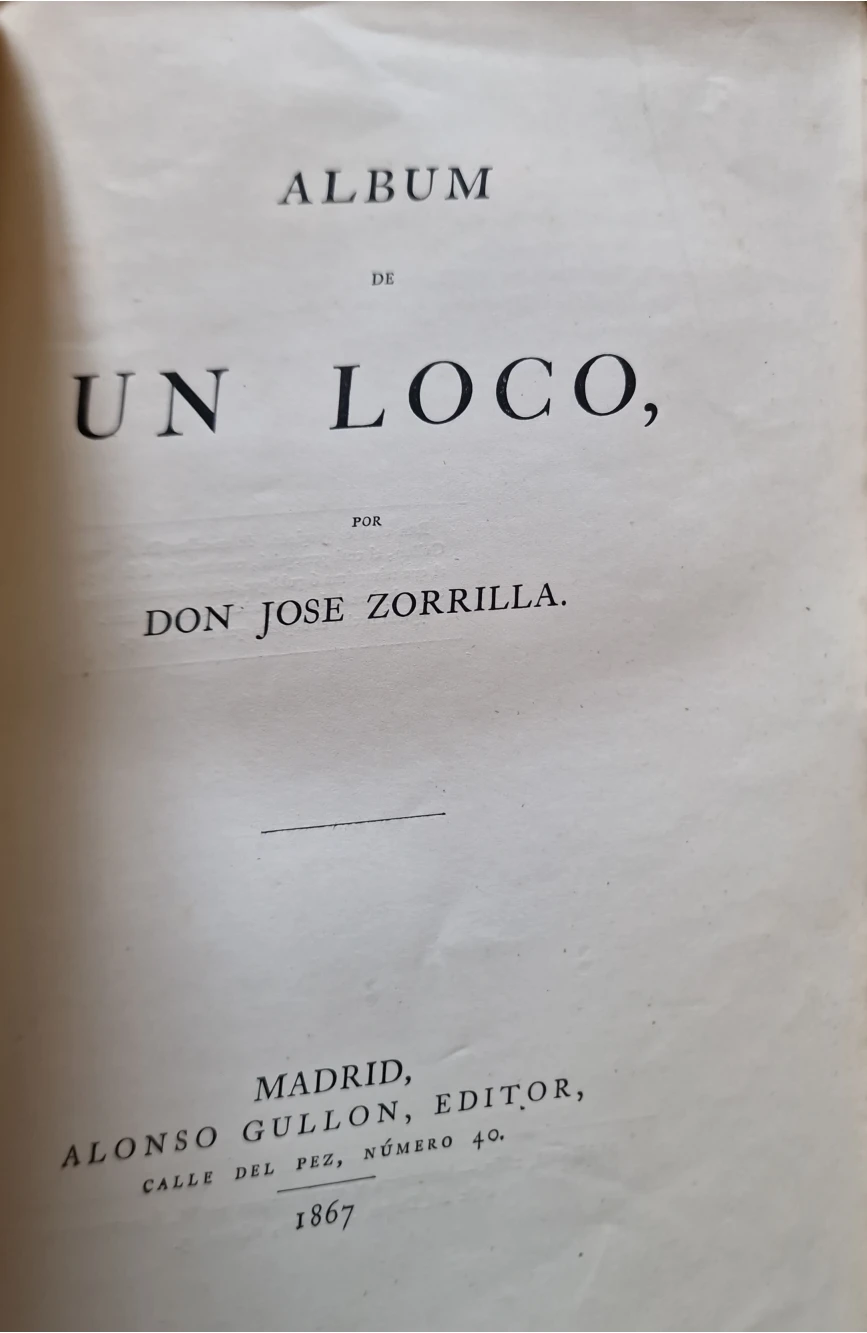 ALBUM
DE
UN LOCO,
POR
DON JOSE ZORRILLA.
MADRID,
ALONSO GULLON, EDITOR,
CALLE DEL PEZ, NÚMERO 40.
1867